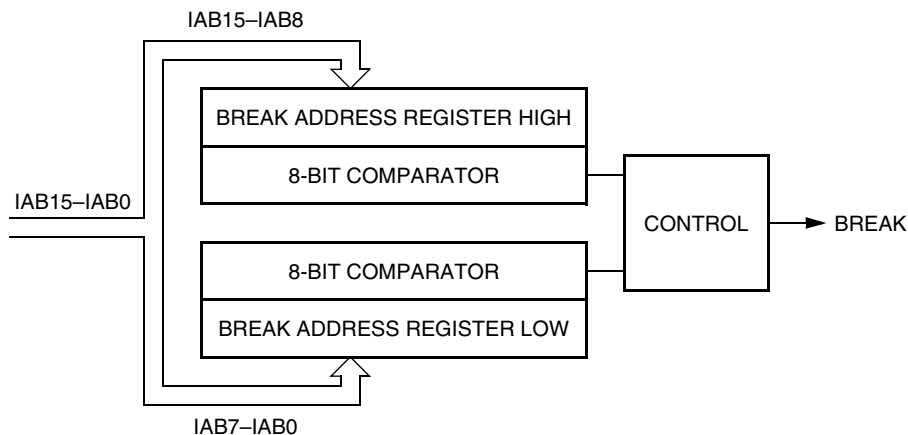 IAB15–IAB8
BREAK ADDRESS REGISTER HIGH
8-BIT COMPARATOR
IAB15–IAB0
CONTROL
BREAK
8-BIT COMPARATOR
BREAK ADDRESS REGISTER LOW
IAB7–IAB0